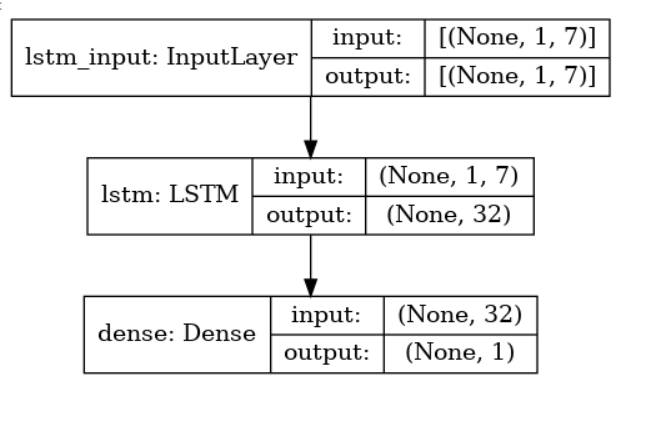 lstm_input: InputLayer
input: [(None, 1, 7)]
output: [(None, 1, 7)]
lstm: LSTM
input: (None, 1, 7)
output: (None, 32)
dense: Dense
input: (None, 32)
output: (None, 1)